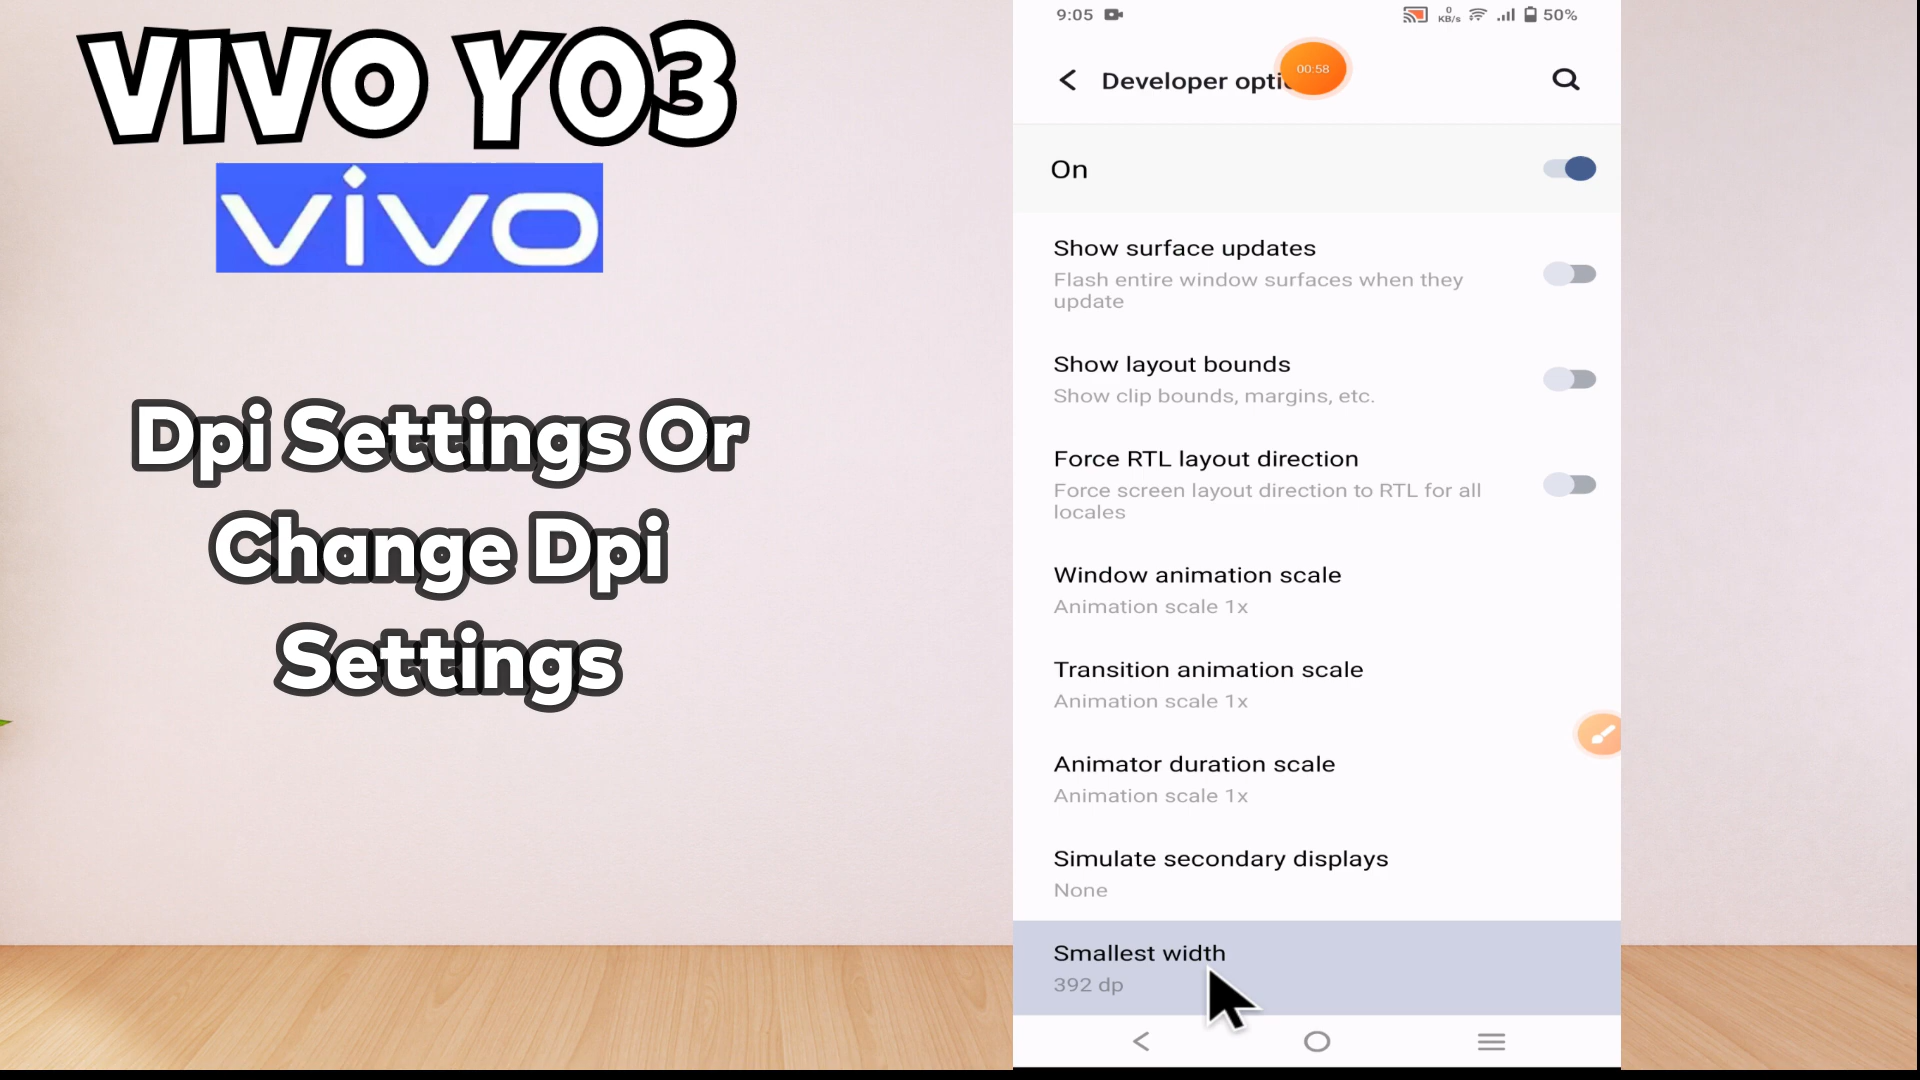 VIVO Y03
vivo
Dpi Settings Or
Change Dpi
Settings
9:05
0
KB/s
50%
Developer opti
00:58
On
Show surface updates
Flash entire window surfaces when they
update
Show layout bounds
Show clip bounds, margins, etc.
Force RTL layout direction
Force screen layout direction to RTL for all
locales
Window animation scale
Animation scale 1x
Transition animation scale
Animation scale 1x
Animator duration scale
Animation scale 1x
Simulate secondary displays
None
Smallest width
392 dp